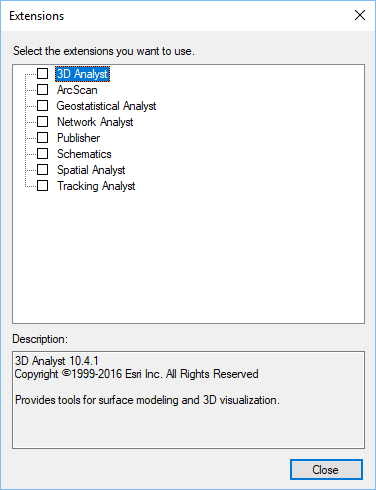 Extensions
Select the extensions you want to use.
3D Analyst
ArcScan
Geostatistical Analyst
Network Analyst
Publisher
Schematics
Spatial Analyst
Tracking Analyst
Description:
3D Analyst 10.4.1
Copyright ©1999-2016 Esri Inc. All Rights Reserved
Provides tools for surface modeling and 3D visualization.
Close